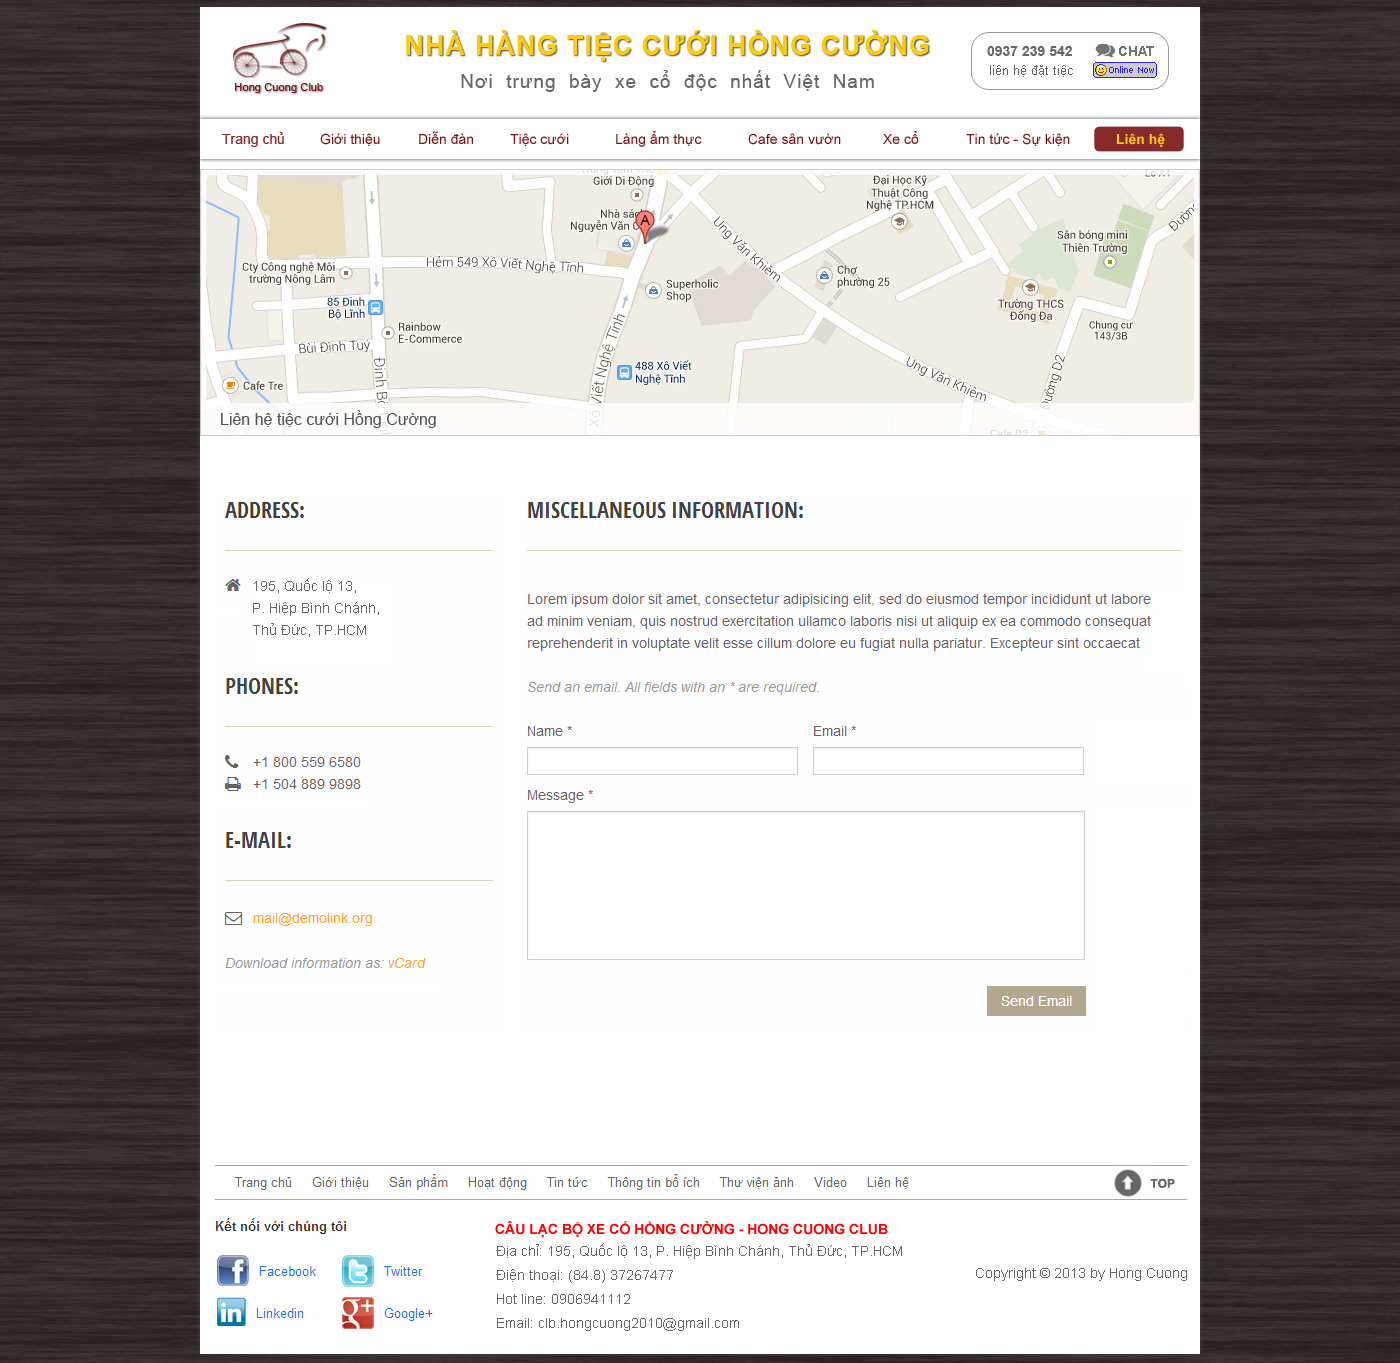 NHÀ HÀNG TIỆC CƯỚI HỒNG CƯỜNG
Nơi trưng bày xe cổ độc nhất Việt Nam
Hong Cuong Club
0937 239 542
liên hệ đặt tiệc
CHAT
Online Now
Trang chủ
Giới thiệu
Diễn đàn
Tiệc cưới
Làng ẩm thực
Cafe sân vườn
Xe cổ
Tin tức - Sự kiện
Liên hệ
Giới Di Động
Nhà sác
Nguyễn Văn C
A
Đại Học Kỹ
Thuật Công
Nghệ TP.HCM
Ung Văn Khiêm
Sân bóng mini
Thiên Trường
Đường
Cty Công nghệ Môi
trường Nông Lâm
Hẻm 549 Xô Viết Nghệ Tĩnh
Superholic
Shop
Chợ
phường 25
85 Đinh
Bộ Lĩnh
Rainbow
E-Commerce
Bùi Đình Tuý
Trường THCS
Đống Đa
Chung cư
143/3B
Cafe Tre
Đinh B
Xô Viết Nghệ Tĩnh
488 Xô Viết
Nghệ Tĩnh
Ung Văn Khiêm
Đường D2
Cafe D2
Liên hệ tiệc cưới Hồng Cường
ADDRESS:
195, Quốc lộ 13,
P. Hiệp Bình Chánh,
Thủ Đức, TP.HCM
PHONES:
+1 800 559 6580
+1 504 889 9898
E-MAIL:
mail@demolink.org
Download information as: vCard
MISCELLANEOUS INFORMATION:
Lorem ipsum dolor sit amet, consectetur adipisicing elit, sed do eiusmod tempor incididunt ut labore
ad minim veniam, quis nostrud exercitation ullamco laboris nisi ut aliquip ex ea commodo consequat
reprehenderit in voluptate velit esse cillum dolore eu fugiat nulla pariatur. Excepteur sint occaecat
Send an email. All fields with an * are required.
Name *
Email *
Message *
Send Email
Trang chủ
Giới thiệu
Sản phẩm
Hoạt động
Tin tức
Thông tin bổ ích
Thư viện ảnh
Video
Liên hệ
TOP
Kết nối với chúng tôi
Facebook
Twitter
Linkedin
Google+
CÂU LẠC BỘ XE CỔ HỒNG CƯỜNG - HONG CUONG CLUB
Địa chỉ: 195, Quốc lộ 13, P. Hiệp Bình Chánh, Thủ Đức, TP.HCM
Điện thoại: (84.8) 37267477
Hot line: 0906941112
Email: clb.hongcuong2010@gmail.com
Copyright © 2013 by Hong Cuong